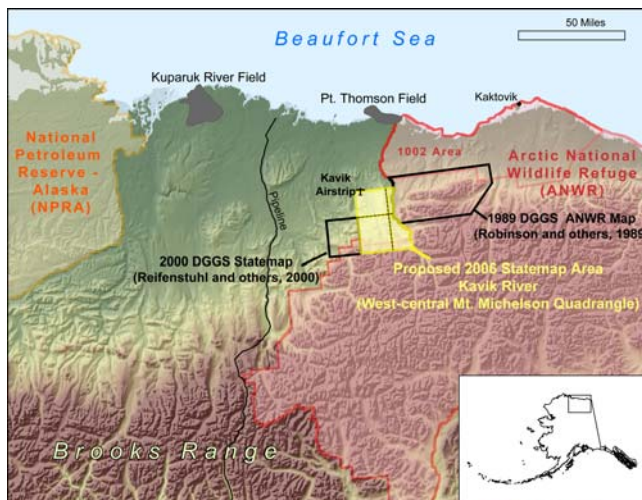 50 Miles
Beaufort Sea
Kuparuk River Field
Pt. Thomson Field
Kaktovik
National
Petroleum
Reserve -
Alaska
(NPRA)
1002 Area
Arctic National
Wildlife Refuge
(ANWR)
Kavik
Airstrip
Pipeline
1989 DGGS ANWR Map
(Robinson and others, 1989)
2000 DGGS Statemap
(Reifenstuhl and others, 2000)
Proposed 2006 Statemap Area
Kavik River
(West-central Mt. Michelson Quadrangle)
Brooks Range